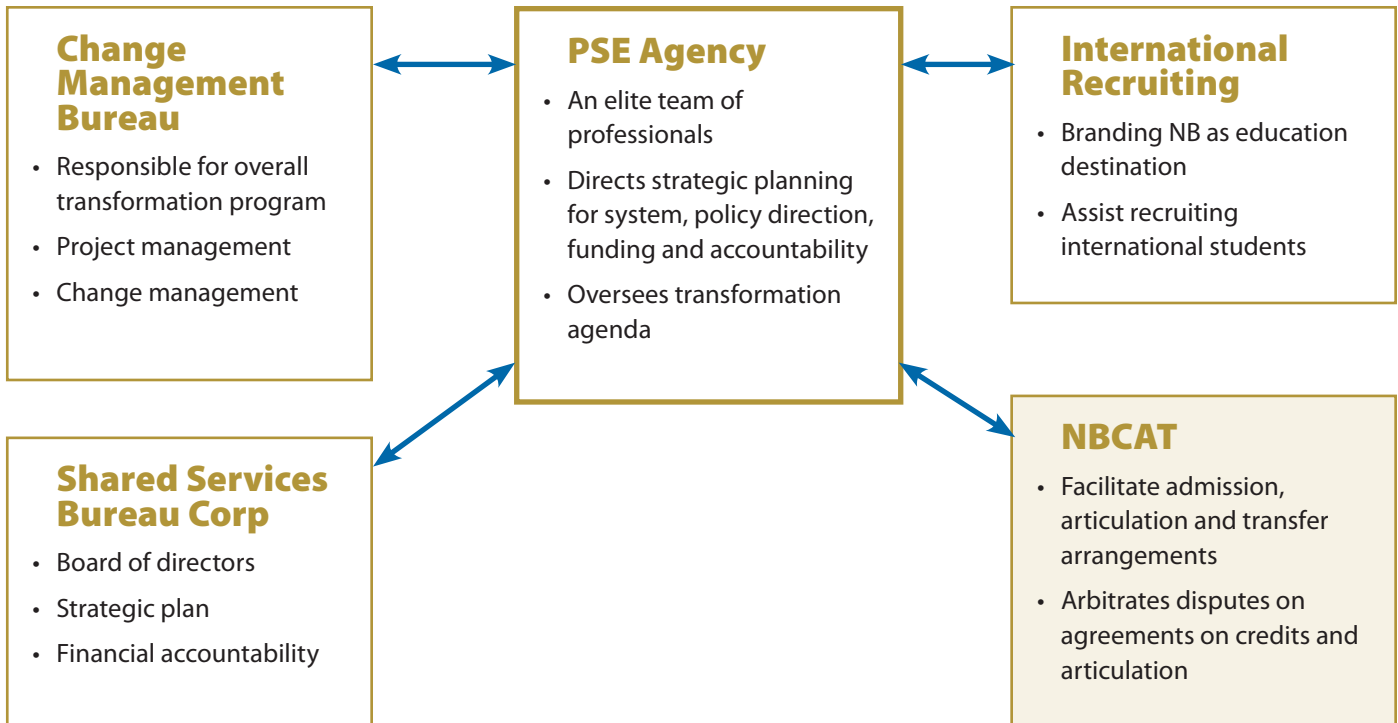 Change
Management
Bureau
• Responsible for overall
transformation program
• Project management
• Change management
PSE Agency
• An elite team of
professionals
• Directs strategic planning
for system, policy direction,
funding and accountability
• Oversees transformation
agenda
International
Recruiting
• Branding NB as education
destination
• Assist recruiting
international students
Shared Services
Bureau Corp
• Board of directors
• Strategic plan
• Financial accountability
NBCAT
• Facilitate admission,
articulation and transfer
arrangements
• Arbitrates disputes on
agreements on credits and
articulation